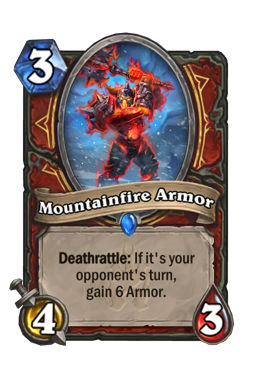 3
Mountainfire Armor
Deathrattle: If it's your
opponent's turn,
gain 6 Armor.
4
3